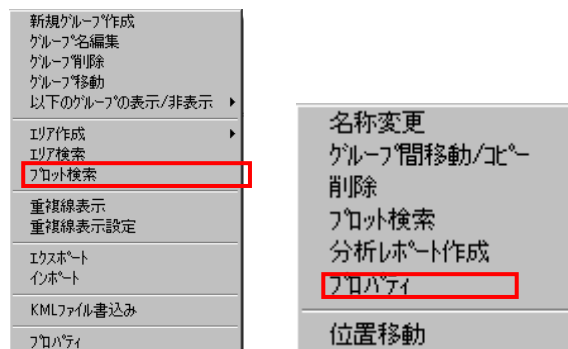 新規ｸﾞﾙｰﾌﾟ作成
ｸﾞﾙｰﾌﾟ名編集
ｸﾞﾙｰﾌﾟ削除
ｸﾞﾙｰﾌﾟ移動
以下のｸﾞﾙｰﾌﾟの表示/非表示
ｴﾘｱ作成
ｴﾘｱ検索
ﾌﾟﾛｯﾄ検索
重複線表示
重複線表示設定
ｴｸｽﾎﾟｰﾄ
ｲﾝﾎﾟｰﾄ
KMLﾌｧｲﾙ書込み
ﾌﾟﾛﾊﾟﾃｨ
名称変更
ｸﾞﾙｰﾌﾟ間移動/ｺﾋﾟｰ
削除
ﾌﾟﾛｯﾄ検索
分析ﾚﾎﾟｰﾄ作成
ﾌﾟﾛﾊﾟﾃｨ
位置移動